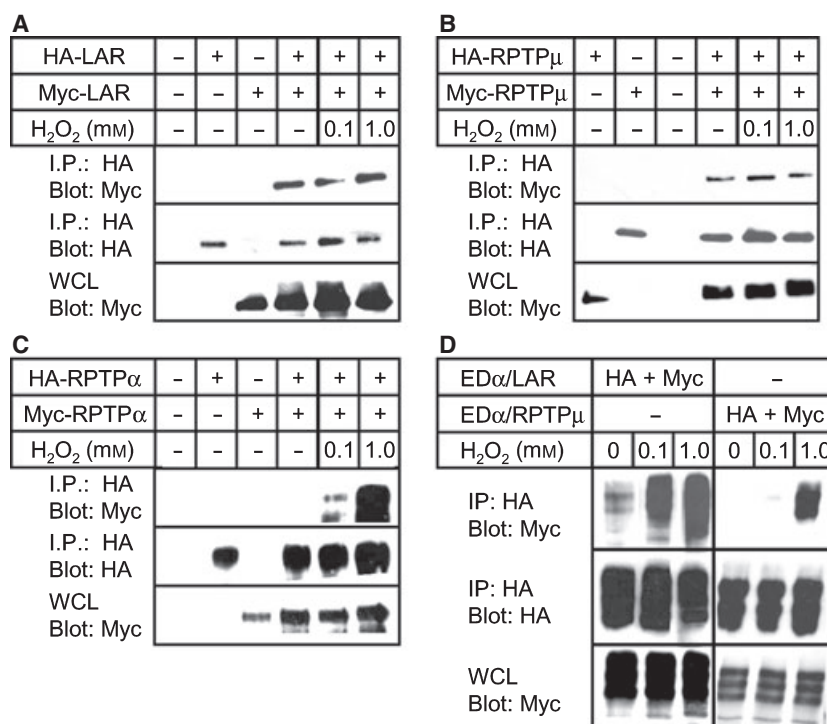 A
HA-LAR – + – + + +
Myc-LAR – – + + + +
H₂O₂ (mM) – – – – 0.1 1.0
I.P.: HA
Blot: Myc
I.P.: HA
Blot: HA
WCL
Blot: Myc
B
HA-RPTPμ + – – + + +
Myc-RPTPμ – + – + + +
H₂O₂ (mM) – – – – 0.1 1.0
I.P.: HA
Blot: Myc
I.P.: HA
Blot: HA
WCL
Blot: Myc
C
HA-RPTPα – + – + + +
Myc-RPTPα – – + + + +
H₂O₂ (mM) – – – – 0.1 1.0
I.P.: HA
Blot: Myc
I.P.: HA
Blot: HA
WCL
Blot: Myc
D
EDα/LAR HA + Myc –
EDα/RPTPμ – HA + Myc
H₂O₂ (mM) 0 0.1 1.0 0 0.1 1.0
IP: HA
Blot: Myc
IP: HA
Blot: HA
WCL
Blot: Myc